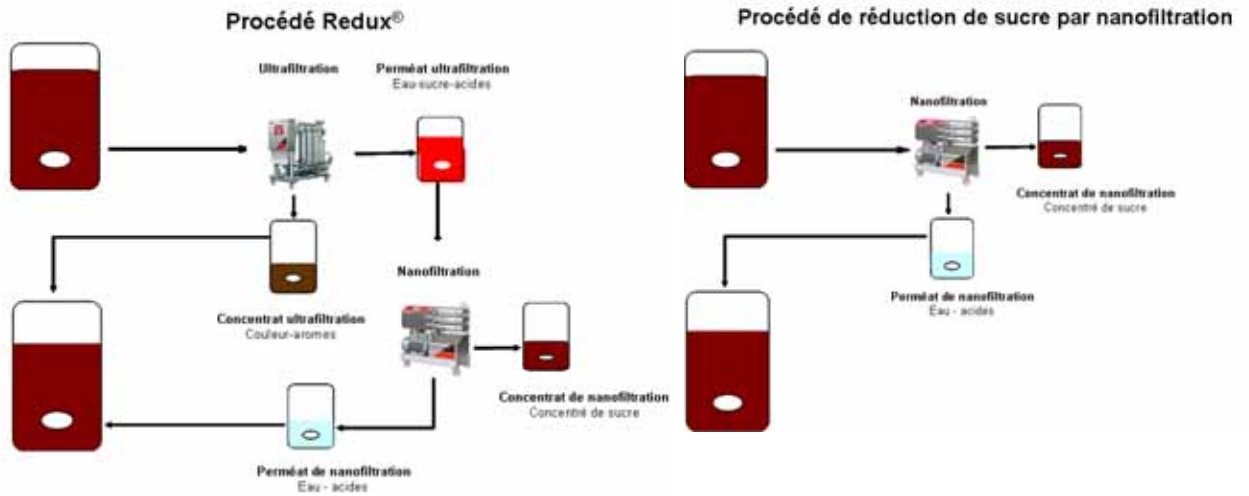 Procédé Redux®
Ultrafiltration
Perméat ultrafiltration
Eau-sucre-acides
Concentrat ultrafiltration
Couleur-aromes
Nanofiltration
Concentrat de nanofiltration
Concentré de sucre
Perméat de nanofiltration
Eau - acides
Procédé de réduction de sucre par nanofiltration
Nanofiltration
Concentrat de nanofiltration
Concentré de sucre
Perméat de nanofiltration
Eau - acides